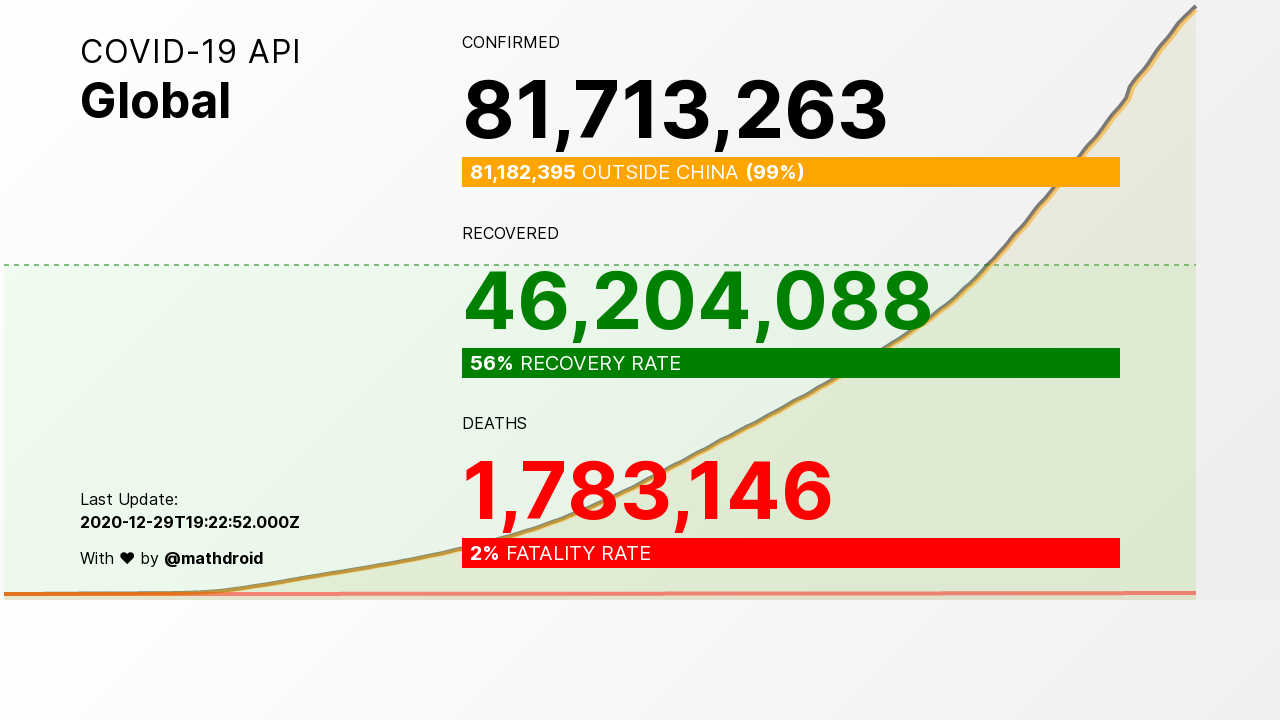 COVID-19 API
Global
CONFIRMED
81,713,263
81,182,395 OUTSIDE CHINA (99%)
RECOVERED
46,204,088
56% RECOVERY RATE
DEATHS
1,783,146
2% FATALITY RATE
Last Update:
2020-12-29T19:22:52.000Z
With ♥ by @mathdroid